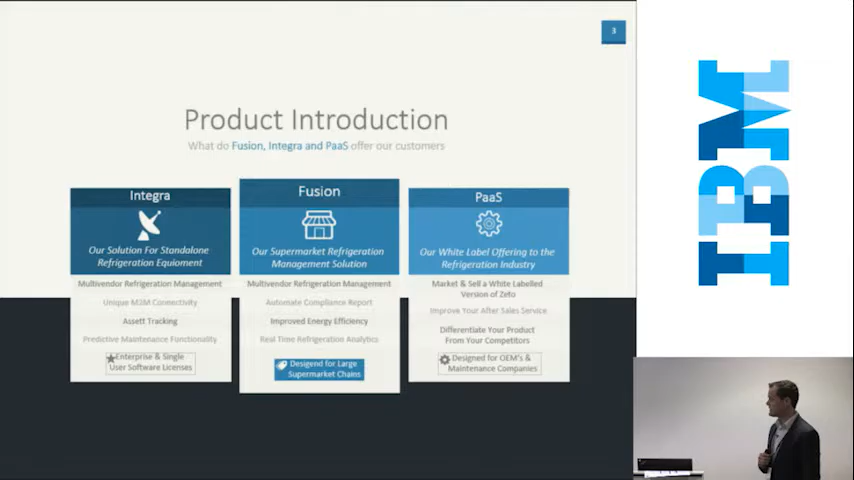 3
Product Introduction
What do Fusion, Integra and PaaS offer our customers
Integra
Our Solution For Standalone
Refrigeration Equioment
Multivendor Refrigeration Management
Unique M2M Connectivity
Assett Tracking
Predictive Maintenance Functionality
Enterprise & Single
User Software Licenses
Fusion
Our Supermarket Refrigeration
Management Solution
Multivendor Refrigeration Management
Automate Compliance Report
Improved Energy Efficiency
Real Time Refrigeration Analytics
Desigend for Large
Supermarket Chains
PaaS
Our White Label Offering to the
Refrigeration Industry
Market & Sell a White Labelled
Version of Zeto
Improve Your After Sales Service
Differentiate Your Product
From Your Competitors
Designed for OEM's &
Maintenance Companies
IBM